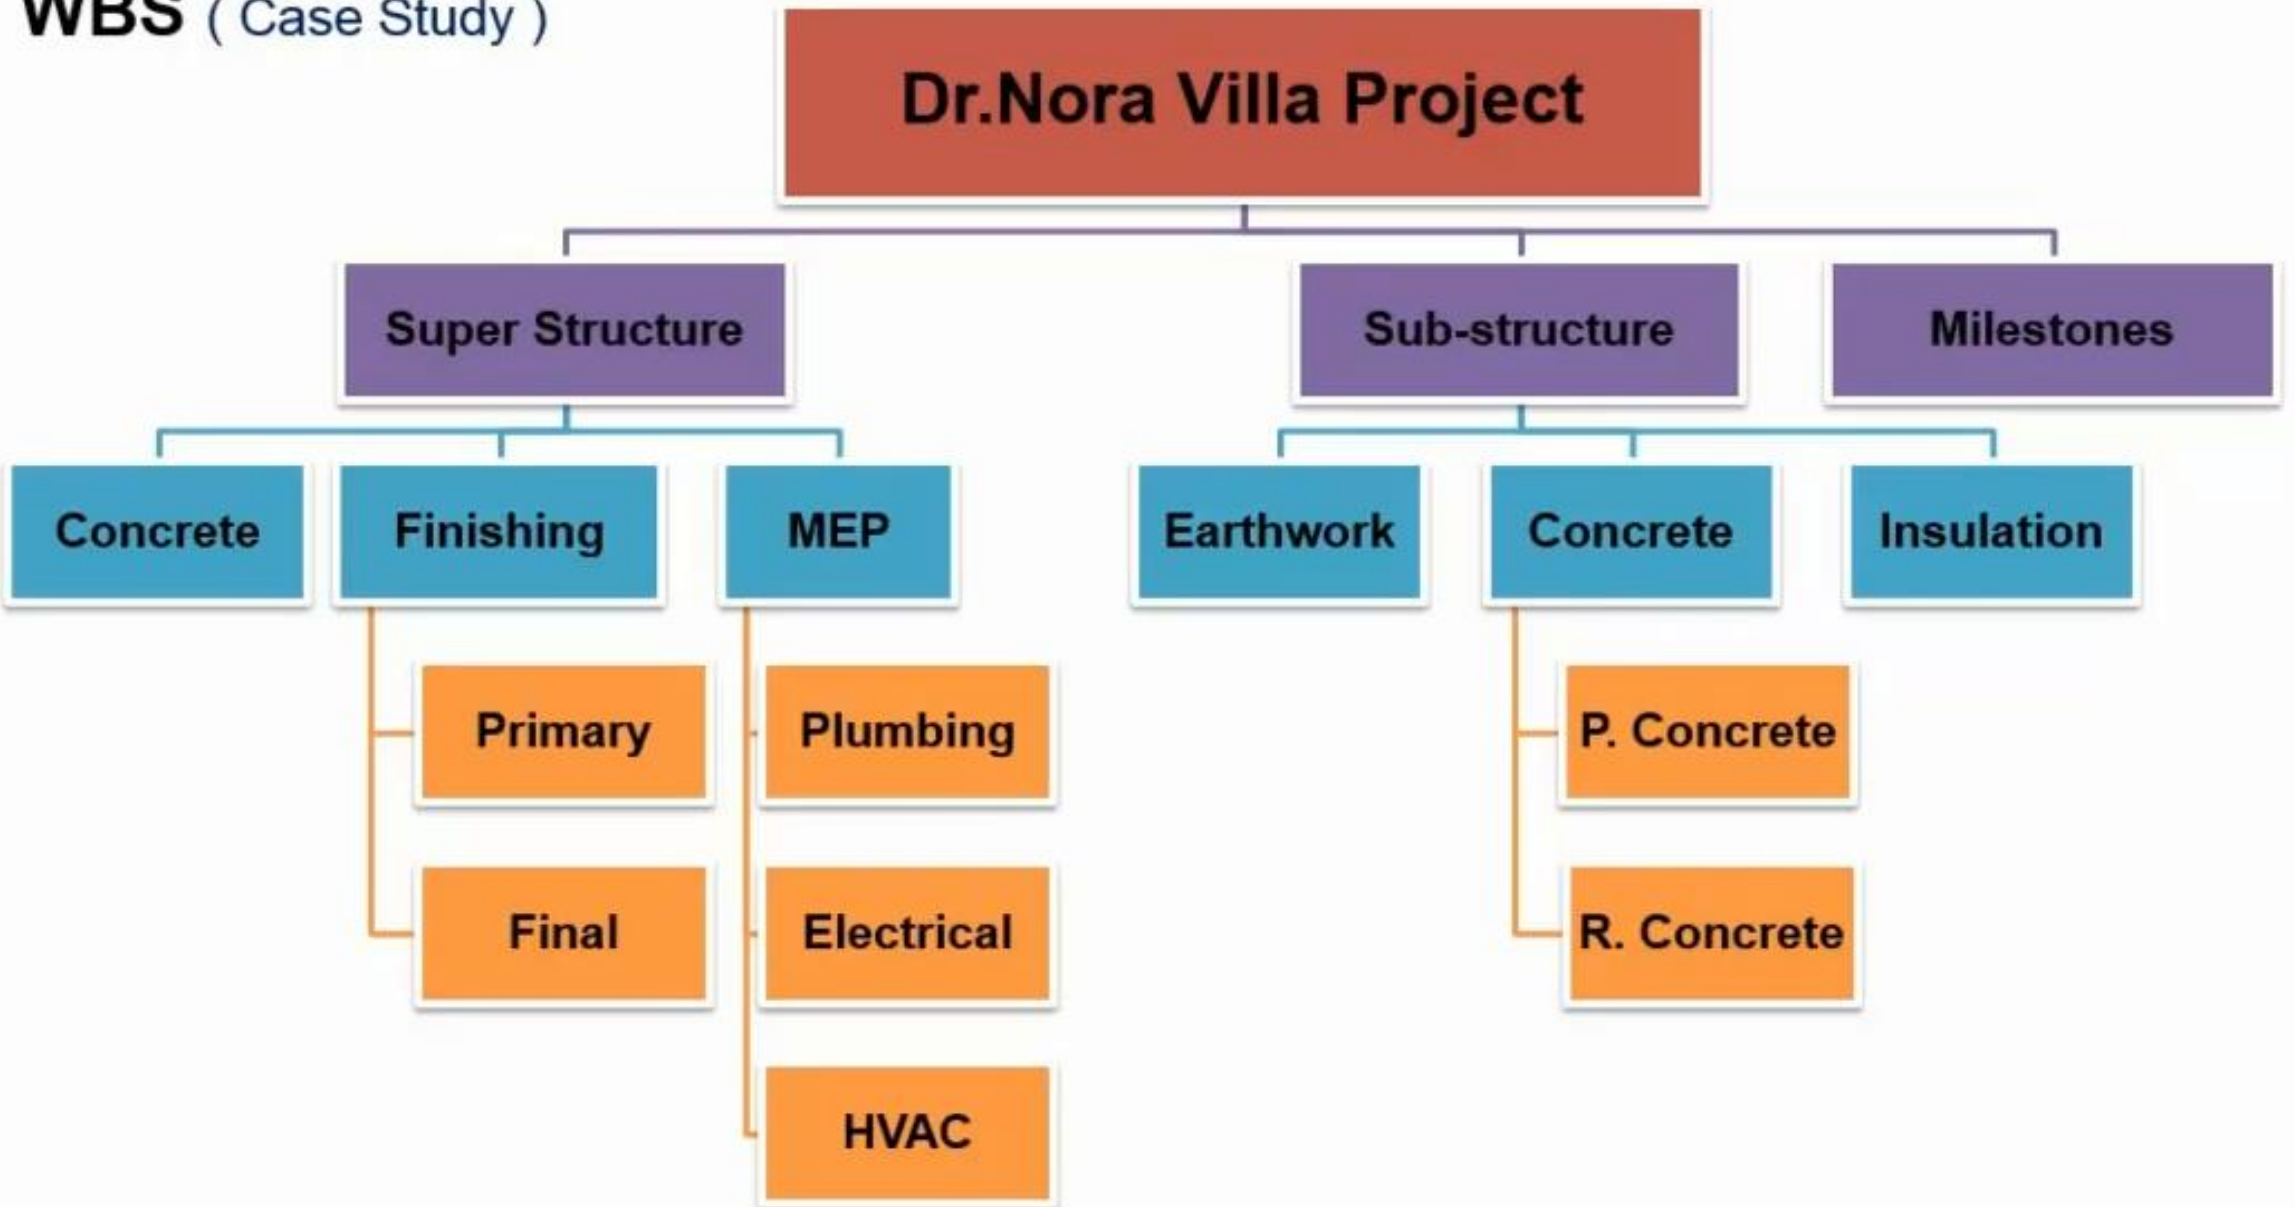 WBS ( Case Study )
Dr.Nora Villa Project
Super Structure
Sub-structure
Milestones
Concrete
Finishing
MEP
Earthwork
Concrete
Insulation
Primary
Plumbing
P. Concrete
Final
Electrical
R. Concrete
HVAC